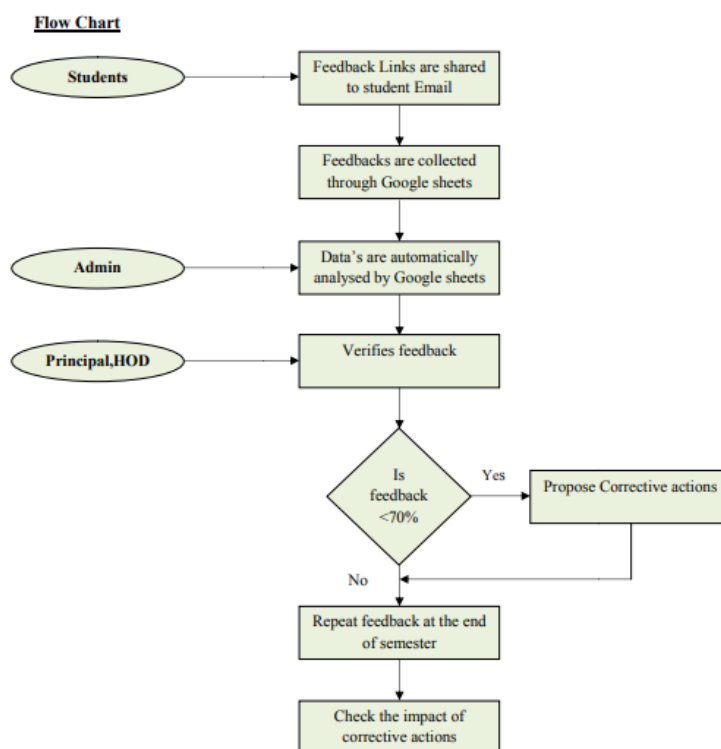 Flow Chart
Students
Feedback Links are shared
to student Email
Feedbacks are collected
through Google sheets
Admin
Data's are automatically
analysed by Google sheets
Principal,HOD
Verifies feedback
Is
feedback
<70%
Yes
Propose Corrective actions
No
Repeat feedback at the end
of semester
Check the impact of
corrective actions